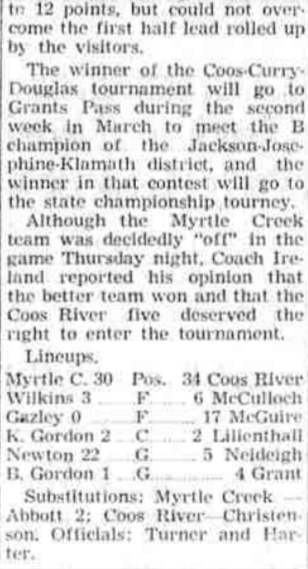 to 12 points, but could not over-
come the first half lead rolled up
by the visitors.
The winner of the Coos-Curry-
Douglas tournament will go to
Grants Pass during the second
week in March to meet the B
champion of the Jackson-Jose-
phine-Klamath district, and the
winner in that contest will go to
the state championship tourney.
Although the Myrtle Creek
team was decidedly "off" in the
game Thursday night, Coach Ire-
land reported his opinion that
the better team won and that the
Coos River five deserved the
right to enter the tournament.
Lineups.
Myrtle C. 30 Pos. 34 Coos River
Wilkins 3 F 6 McCulloch
Gazley 0 F 17 McGuire
K. Gordon 2 C 2 Lilienthall
Newton 22 G 5 Neideigh
B. Gordon 1 G 4 Grant
Substitutions: Myrtle Creek —
Abbott 2; Coos River—Christen-
son. Officials: Turner and Har-
ter.